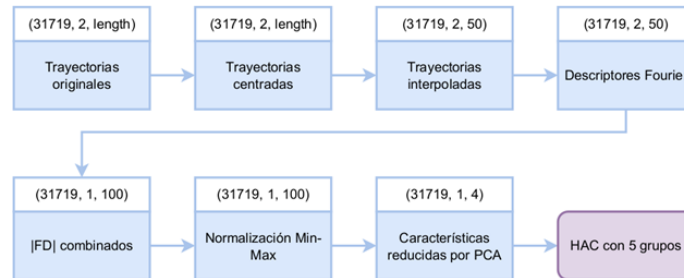 (31719, 2, length)
Trayectorias
originales
(31719, 2, length)
Trayectorias
centradas
(31719, 2, 50)
Trayectorias
interpoladas
(31719, 2, 50)
Descriptores Fourie
(31719, 1, 100)
|FD| combinados
(31719, 1, 100)
Normalización Min-
Max
(31719, 1, 4)
Características
reducidas por PCA
HAC con 5 grupos